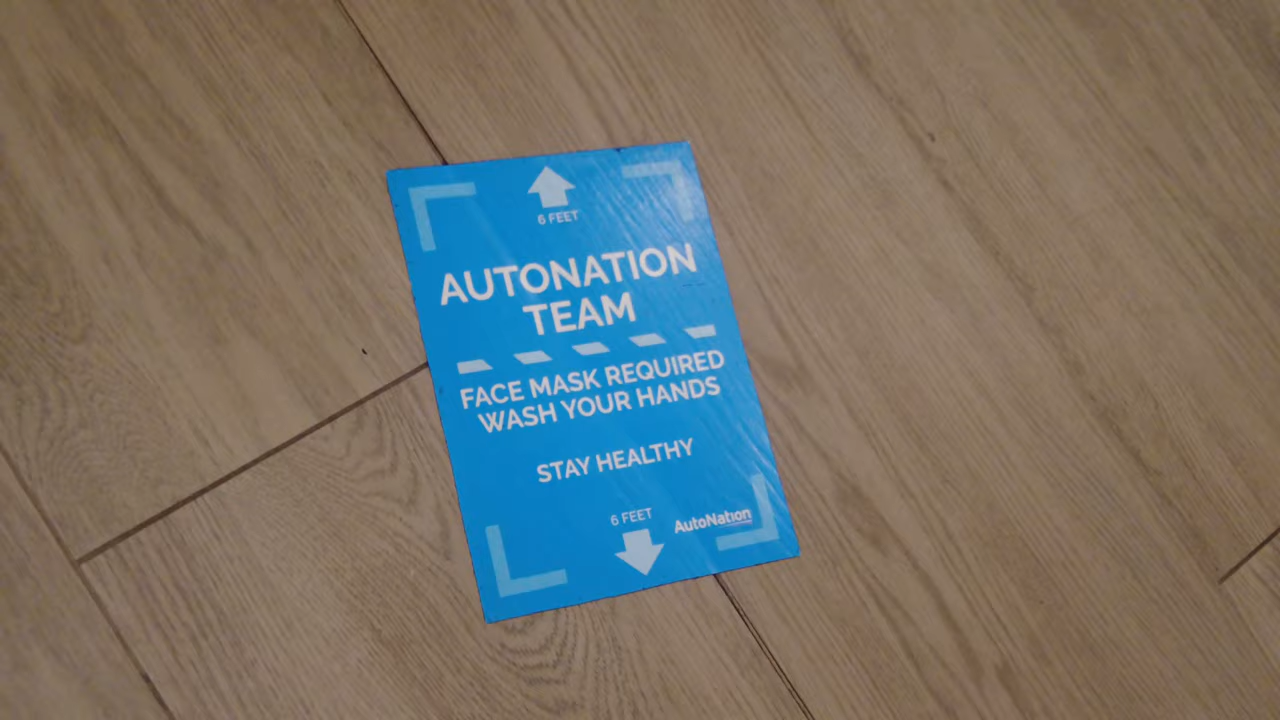 6 FEET
AUTONATION
TEAM
FACE MASK REQUIRED
WASH YOUR HANDS
STAY HEALTHY
6 FEET
AutoNation